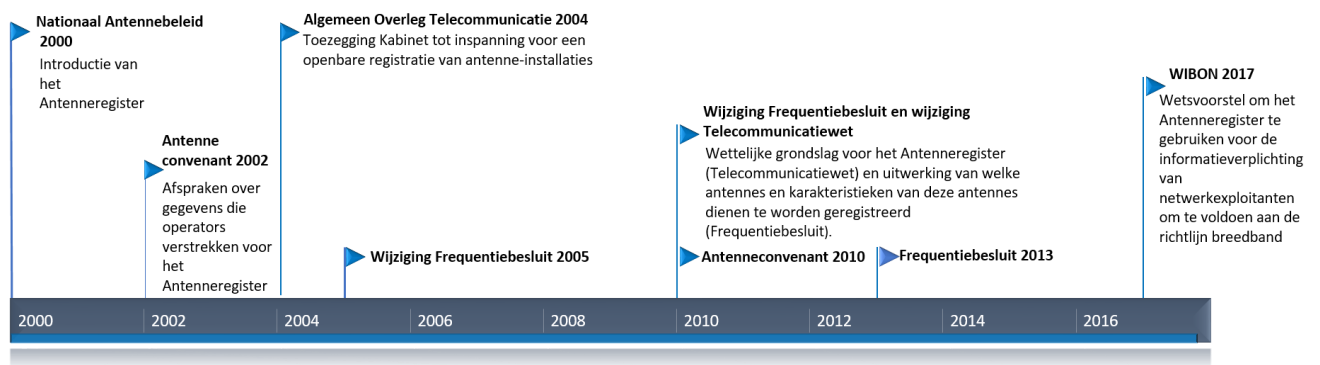 Nationaal Antennebeleid
2000
Introductie van
het
Antenneregister
Antenne
convenant 2002
Afspraken over
gegevens die
operators
verstrekken voor
het
Antenneregister
Algemeen Overleg Telecommunicatie 2004
Toezegging Kabinet tot inspanning voor een
openbare registratie van antenne-installaties
Wijziging Frequentiebesluit 2005
Wijziging Frequentiebesluit en wijziging
Telecommunicatiewet
Wettelijke grondslag voor het Antenneregister
(Telecommunicatiewet) en uitwerking van welke
antennes en karakteristieken van deze antennes
dienen te worden geregistreerd
(Frequentiebesluit).
Antenneconvenant 2010
Frequentiebesluit 2013
WIBON 2017
Wetsvoorstel om het
Antenneregister te
gebruiken voor de
informatieverplichting
van
netwerkexploitanten
om te voldoen aan de
richtlijn breedband
2000 2002 2004 2006 2008 2010 2012 2014 2016